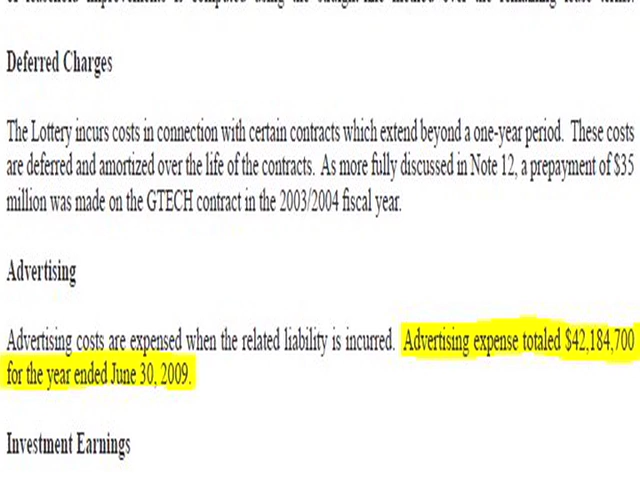 Deferred Charges
The Lottery incurs costs in connection with certain contracts which extend beyond a one-year period. These costs
are deferred and amortized over the life of the contracts. As more fully discussed in Note 12, a prepayment of $35
million was made on the GTECH contract in the 2003/2004 fiscal year.
Advertising
Advertising costs are expensed when the related liability is incurred. Advertising expense totaled $42,184,700
for the year ended June 30, 2009.
Investment Earnings